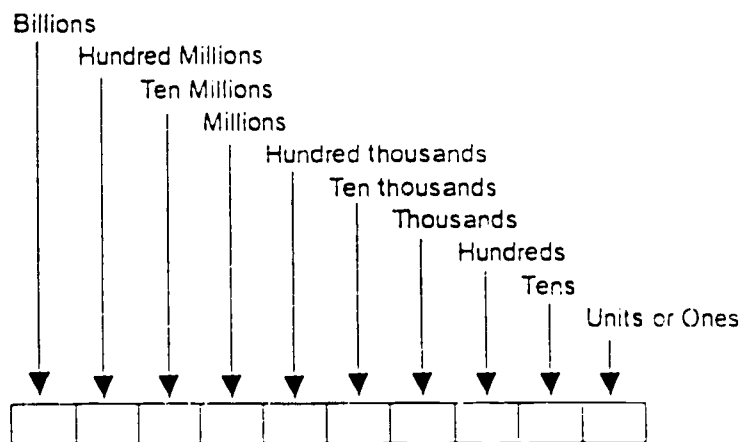 Billions
Hundred Millions
Ten Millions
Millions
Hundred thousands
Ten thousands
Thousands
Hundreds
Tens
Units or Ones